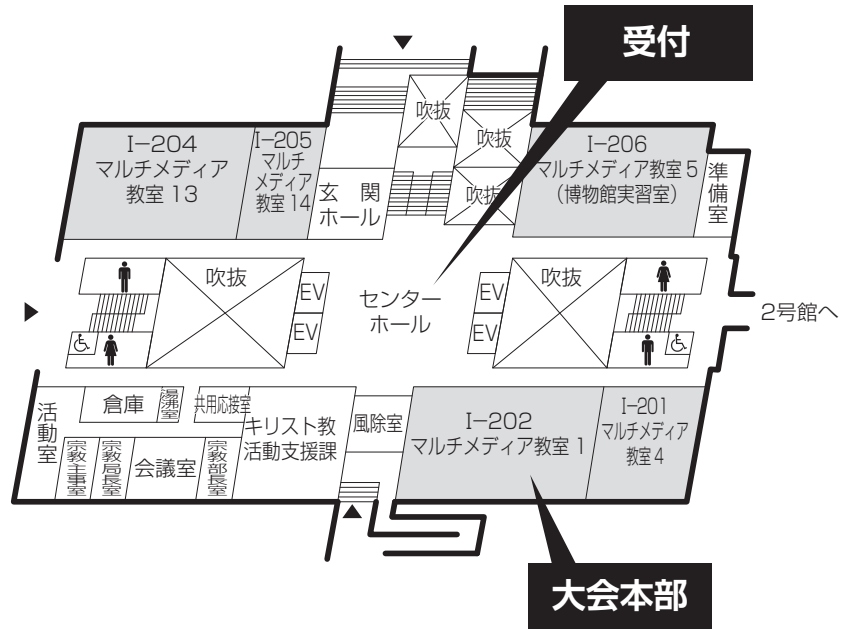 受付
吹抜
吹抜
吹抜
I-204
マルチメディア
教室 13
I-205
マルチ
メディア
教室 14
玄 関
ホール
I-206
マルチメディア教室 5
(博物館実習室)
準備室
吹抜
EV
EV
センター
ホール
EV
EV
吹抜
2号館へ
活動室
倉庫
湯沸室
共用応接室
キリスト教
活動支援課
風除室
I-202
マルチメディア教室 1
I-201
マルチメディア
教室 4
宗教主事室
宗教局長室
会議室
宗教部長室
大会本部